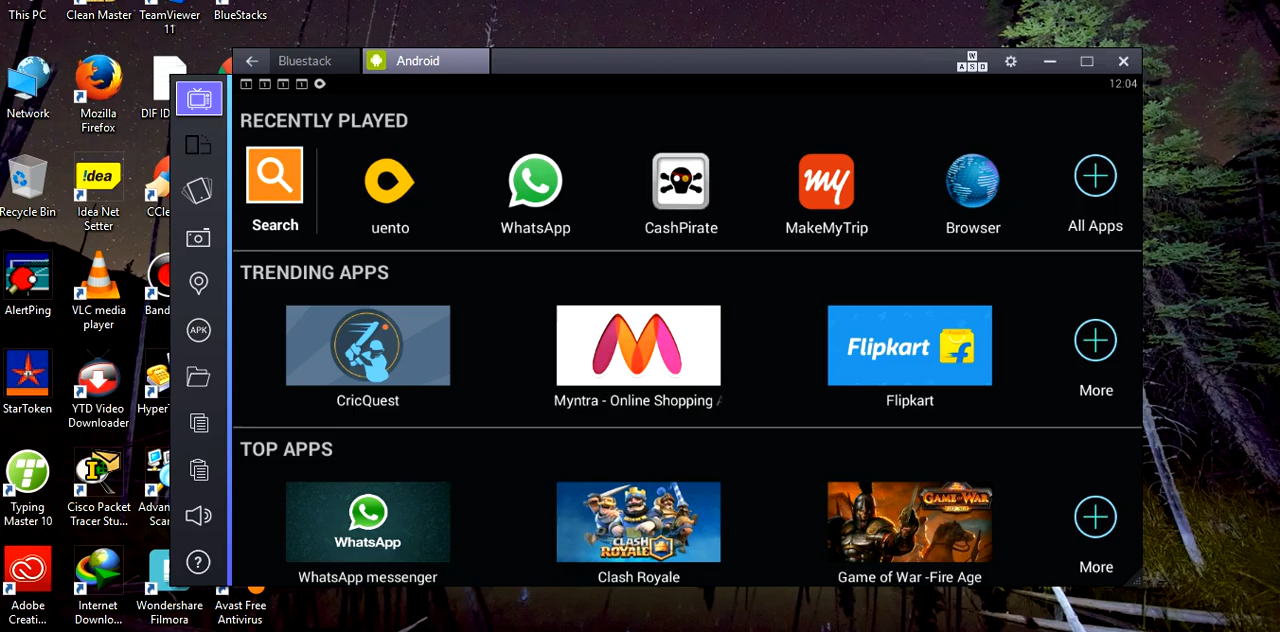 This PC
Clean Master
TeamViewer
11
BlueStacks
Network
Mozilla
Firefox
DIF ID
Recycle Bin
!dea
Idea Net
Setter
CCle
AlertPing
VLC media
player
Band
StarToken
YTD Video
Downloader
HyperT
Typing
Master 10
Cisco Packet
Tracer Stu...
Advan
Scan
Adobe
Creati...
Internet
Downlo...
Wondershare
Filmora
Avast Free
Antivirus
APK
Bluestack
Android
W
A S D
12:04
RECENTLY PLAYED
Search
uento
WhatsApp
CashPirate
my
MakeMyTrip
Browser
All Apps
TRENDING APPS
CricQuest
Myntra - Online Shopping
Flipkart
Flipkart
More
TOP APPS
WhatsApp
WhatsApp messenger
CLASH
ROYALE
Clash Royale
GAME OF WAR
Game of War -Fire Age
More